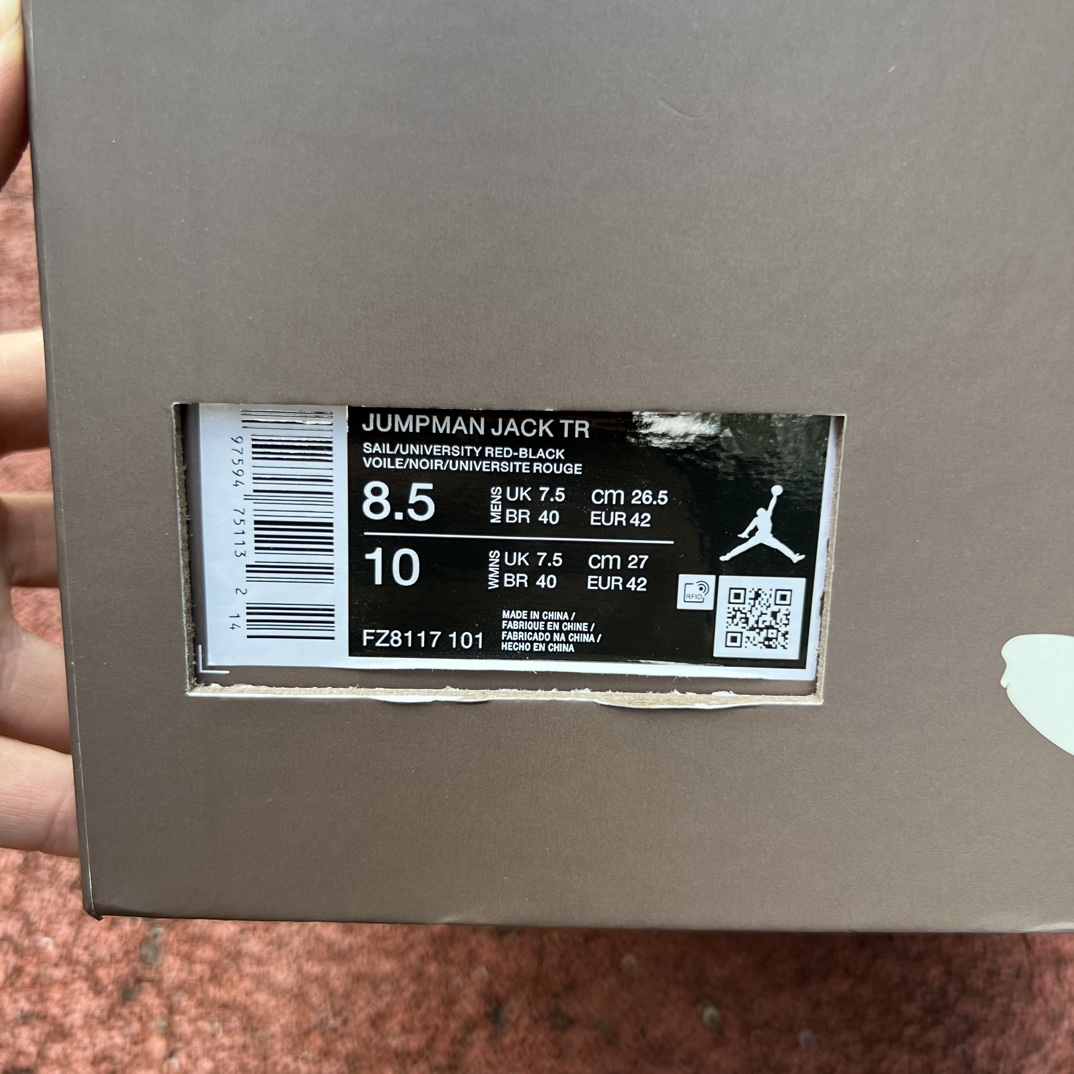 JUMPMAN JACK TR
SAIL/UNIVERSITY RED-BLACK
VOILE/NOIR/UNIVERSITE ROUGE
8.5 MENS UK 7.5 cm 26.5
BR 40 EUR 42
10 WMNS UK 7.5 cm 27
BR 40 EUR 42
RFID
FZ8117 101
MADE IN CHINA /
FABRIQUE EN CHINE /
FABRICADO NA CHINA /
HECHO EN CHINA
97594 75113 2 14